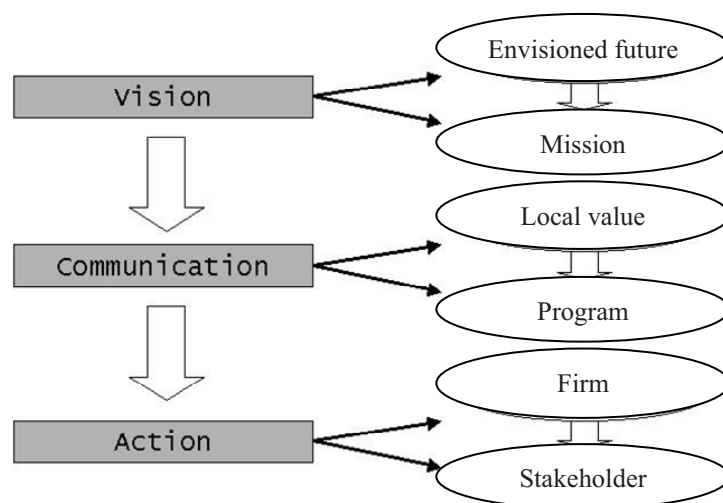 Envisioned future
Vision
Mission
Local value
Communication
Program
Firm
Action
Stakeholder